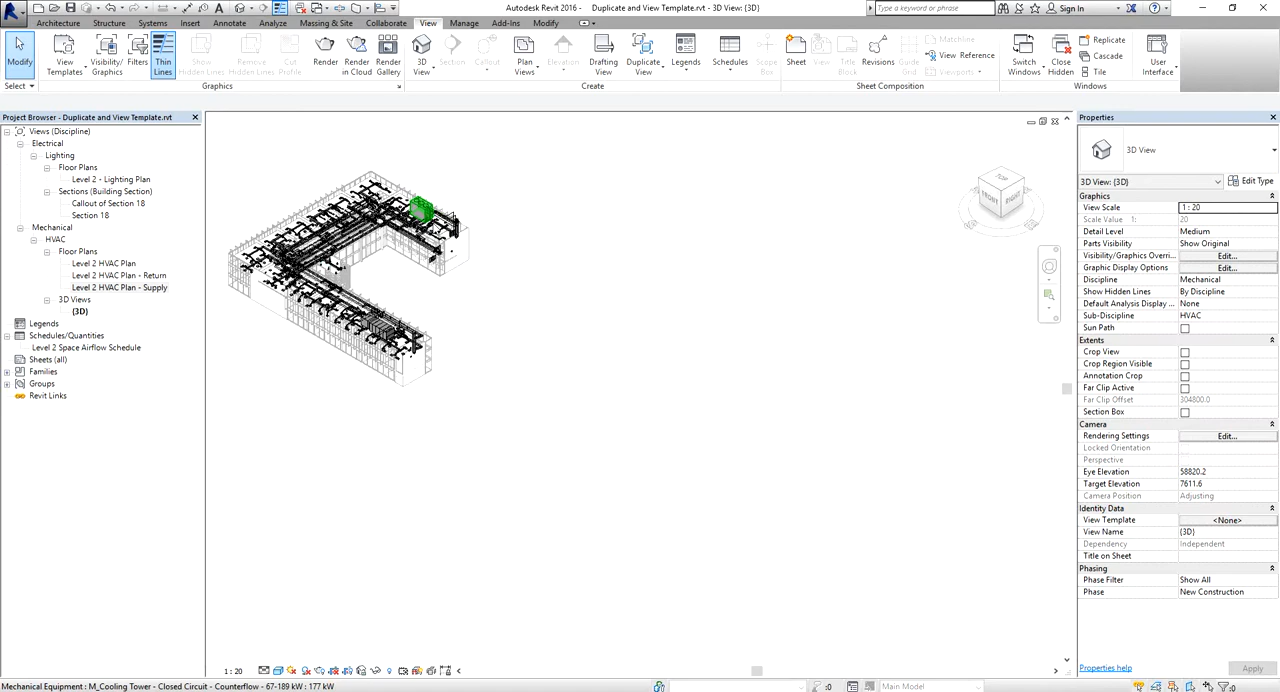 Autodesk Revit 2016 - Duplicate and View Template.rvt - 3D View: {3D}
Type a keyword or phrase
Sign In
Architecture Structure Systems Insert Annotate Analyze Massing & Site Collaborate View Manage Add-Ins Modify
Modify
View Templates
Visibility/ Graphics
Filters
Thin Lines
Show Hidden Lines
Remove Hidden Lines
Cut Profile
Render
Render in Cloud
Render Gallery
3D View
Section
Callout
Plan Views
Elevation
Drafting View
Duplicate View
Legends
Schedules
Scope Box
Sheet
View
Title Block
Revisions
Guide Grid
Matchline
View Reference
Viewports
Switch Windows
Close Hidden
Replicate
Cascade
Tile
User Interface
Select
Graphics
Create
Sheet Composition
Windows
Project Browser - Duplicate and View Template.rvt
Views (Discipline)
Electrical
Lighting
Floor Plans
Level 2 - Lighting Plan
Sections (Building Section)
Callout of Section 18
Section 18
Mechanical
HVAC
Floor Plans
Level 2 HVAC Plan
Level 2 HVAC Plan - Return
Level 2 HVAC Plan - Supply
3D Views
{3D}
Legends
Schedules/Quantities
Level 2 Space Airflow Schedule
Sheets (all)
Families
Groups
Revit Links
TOP
FRONT
RIGHT
Properties
3D View
3D View: {3D}
Edit Type
Graphics
View Scale 1 : 20
Scale Value 1: 20
Detail Level Medium
Parts Visibility Show Original
Visibility/Graphics Overri... Edit...
Graphic Display Options Edit...
Discipline Mechanical
Show Hidden Lines By Discipline
Default Analysis Display ... None
Sub-Discipline HVAC
Sun Path
Extents
Crop View
Crop Region Visible
Annotation Crop
Far Clip Active
Far Clip Offset 304800.0
Section Box
Camera
Rendering Settings Edit...
Locked Orientation
Perspective
Eye Elevation 58820.2
Target Elevation 7611.6
Camera Position Adjusting
Identity Data
View Template <None>
View Name {3D}
Dependency Independent
Title on Sheet
Phasing
Phase Filter Show All
Phase New Construction
Properties help
Apply
1 : 20
Mechanical Equipment : M_Cooling Tower - Closed Circuit - Counterflow - 67-189 kW : 177 kW
:0
Main Model
:0